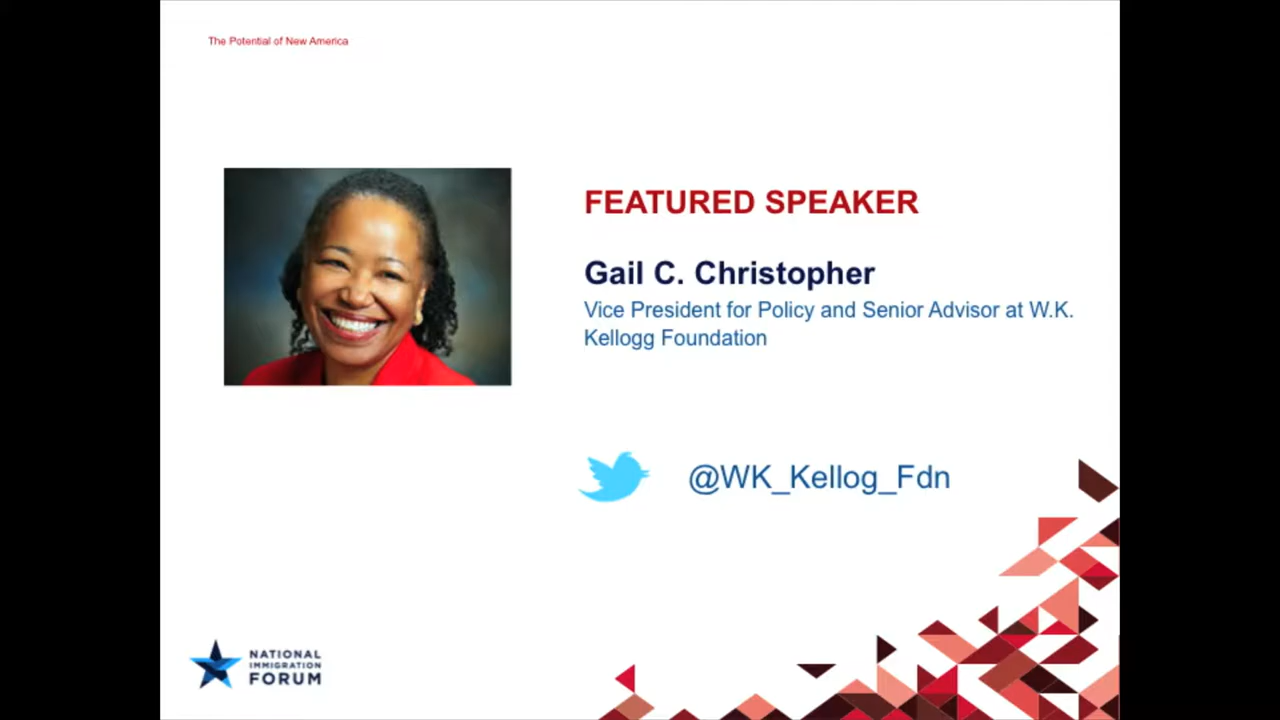 The Potential of New America
FEATURED SPEAKER
Gail C. Christopher
Vice President for Policy and Senior Advisor at W.K.
Kellogg Foundation
@WK_Kellog_Fdn
NATIONAL
IMMIGRATION
FORUM